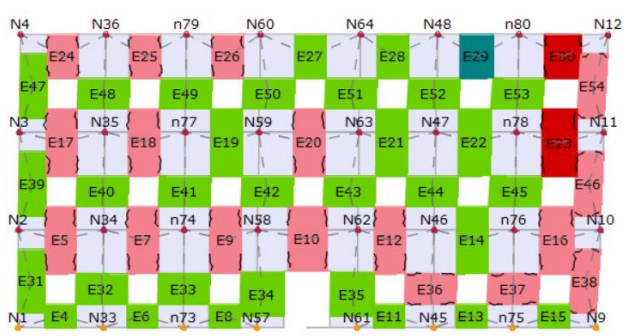 N4 N36 n79 N60 N64 N48 n80 N12
E24 E25 E26 E27 E28 E29 E30
E47 E48 E49 E50 E51 E52 E53 E54
N3 N35 n77 N59 N63 N47 n78 N11
E17 E18 E19 E20 E21 E22 E23
E39 E40 E41 E42 E43 E44 E45 E46
N2 N34 n74 N58 N62 N46 n76 N10
E5 E7 E9 E10 E12 E14 E16
E31 E32 E33 E34 E35 E36 E37 E38
N1 E4 N33 E6 n73 E8 N57 N61 E11 N45 E13 n75 E15 N9